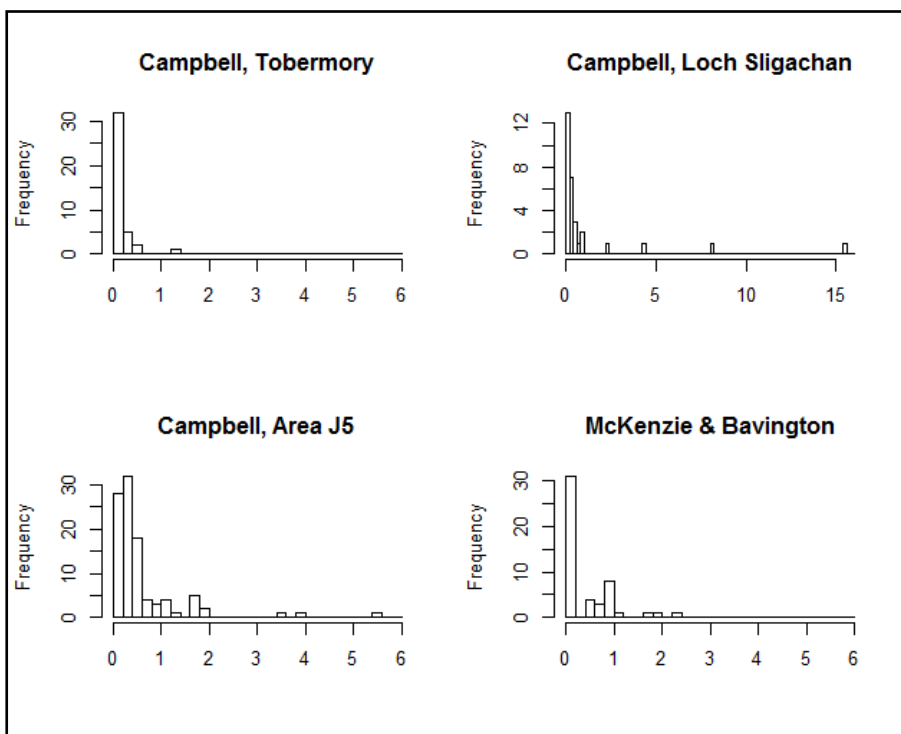 Campbell, Tobermory
Frequency
0 10 20 30
0 1 2 3 4 5 6
Campbell, Loch Sligachan
Frequency
0 4 8 12
0 5 10 15
Campbell, Area J5
Frequency
0 10 20 30
0 1 2 3 4 5 6
McKenzie & Bavington
Frequency
0 10 20 30
0 1 2 3 4 5 6